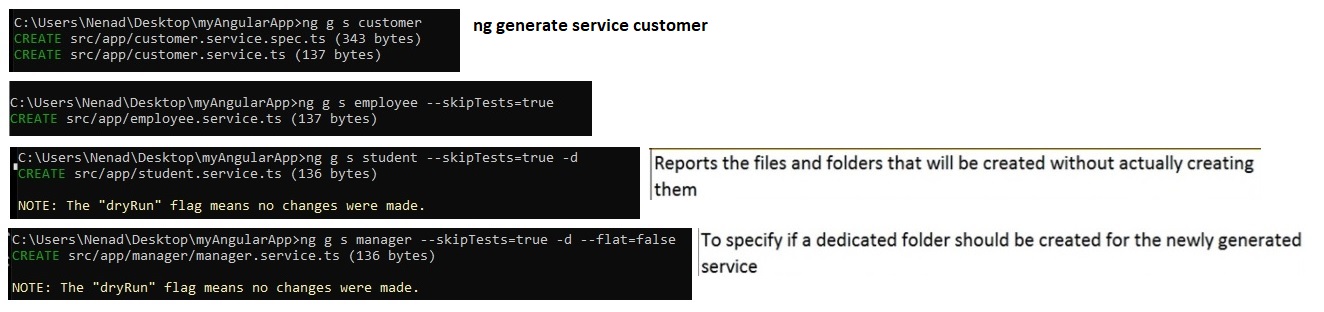 C:\Users\Nenad\Desktop\myAngularApp>ng g s customer
CREATE src/app/customer.service.spec.ts (343 bytes)
CREATE src/app/customer.service.ts (137 bytes)
ng generate service customer
C:\Users\Nenad\Desktop\myAngularApp>ng g s employee --skipTests=true
CREATE src/app/employee.service.ts (137 bytes)
C:\Users\Nenad\Desktop\myAngularApp>ng g s student --skipTests=true -d
CREATE src/app/student.service.ts (136 bytes)
NOTE: The "dryRun" flag means no changes were made.
Reports the files and folders that will be created without actually creating
them
C:\Users\Nenad\Desktop\myAngularApp>ng g s manager --skipTests=true -d --flat=false
CREATE src/app/manager/manager.service.ts (136 bytes)
NOTE: The "dryRun" flag means no changes were made.
To specify if a dedicated folder should be created for the newly generated
service